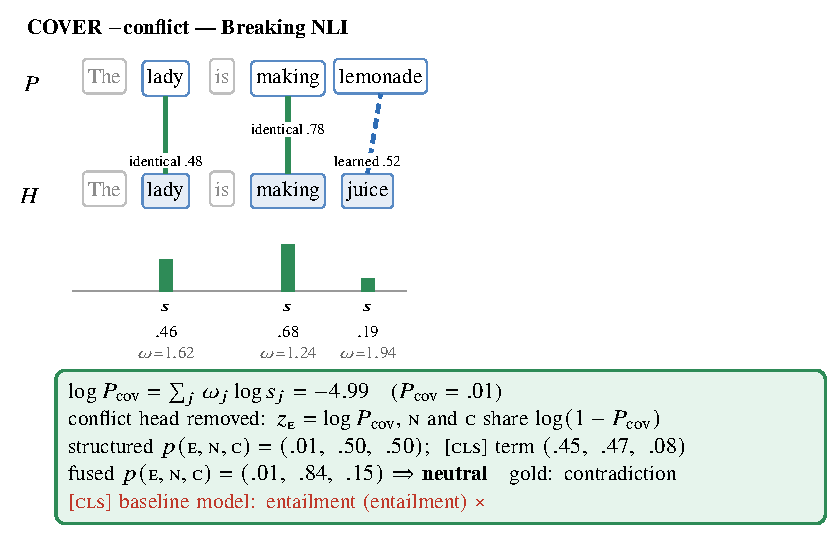 COVER −conflict — Breaking NLI
P The lady is making lemonade
identical .78
identical .48 learned .52
H The lady is making juice
s s s
.46 .68 .19
ω=1.62 ω=1.24 ω=1.94
log P_cov = ∑_j ω_j log s_j = −4.99 (P_cov = .01)
conflict head removed: z_E = log P_cov, N and C share log(1 − P_cov)
structured p(E, N, C) = (.01, .50, .50); [CLS] term (.45, .47, .08)
fused p(E, N, C) = (.01, .84, .15) ⟹ neutral gold: contradiction
[CLS] baseline model: entailment (entailment) ×